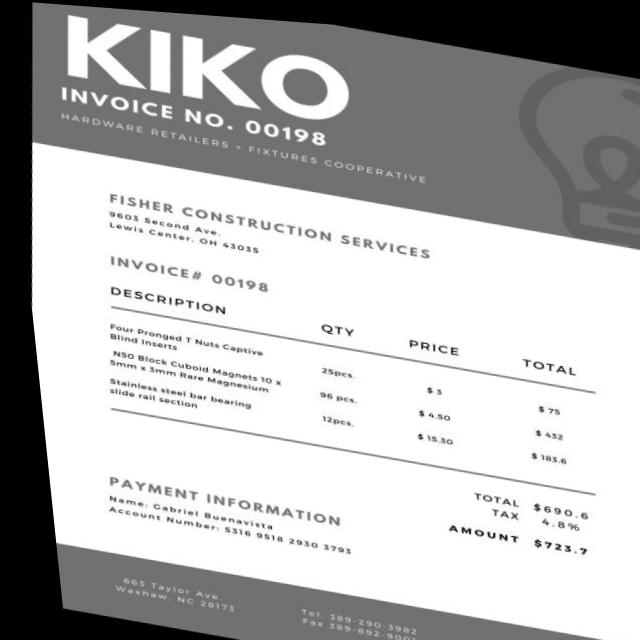 KIKO
INVOICE NO. 00198
HARDWARE RETAILERS + FIXTURES COOPERATIVE
FISHER CONSTRUCTION SERVICES
9603 Second Ave.
Lewis Center, OH 43035
INVOICE# 00198
DESCRIPTION QTY PRICE TOTAL
Four Pronged T Nuts Captive
Blind Inserts 25pcs. $ 3 $ 75
N50 Block Cuboid Magnets 10 x
5mm x 3mm Rare Magnesium 96 pcs. $ 4.50 $ 432
Stainless steel bar bearing
slide rail section 12pcs. $ 15.30 $ 183.6
TOTAL $690.6
TAX 4.8%
AMOUNT $723.7
PAYMENT INFORMATION
Name: Gabriel Buenavista
Account Number: 5316 9518 2930 3793
663 Taylor Ave.
Waxhaw, NC 28173
Tel. 389-290-3982
Fax 389-892-9001